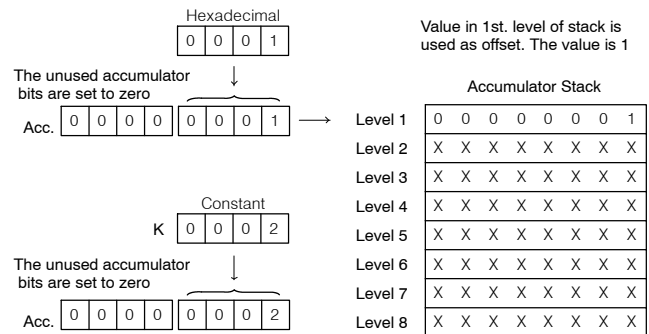 Hexadecimal
0 0 0 1
The unused accumulator
bits are set to zero
Acc. 0 0 0 0 0 0 0 1
Constant
K 0 0 0 2
The unused accumulator
bits are set to zero
Acc. 0 0 0 0 0 0 0 2
Value in 1st. level of stack is
used as offset. The value is 1
Accumulator Stack
Level 1 0 0 0 0 0 0 0 1
Level 2 X X X X X X X X
Level 3 X X X X X X X X
Level 4 X X X X X X X X
Level 5 X X X X X X X X
Level 6 X X X X X X X X
Level 7 X X X X X X X X
Level 8 X X X X X X X X